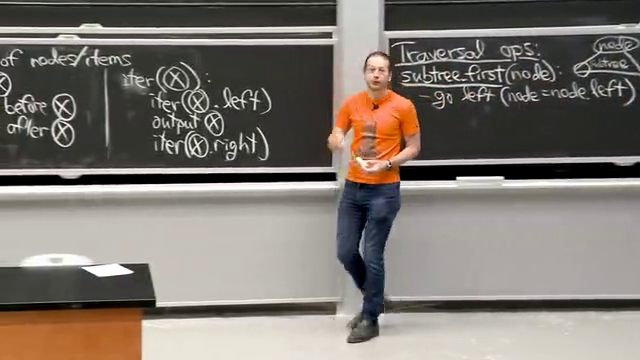 of nodes/items
before X
after X
iter(X):
iter(X.left)
output X
iter(X.right)
Traversal ops:
subtree_first(node):
- go left (node=node.left)
node
subtree